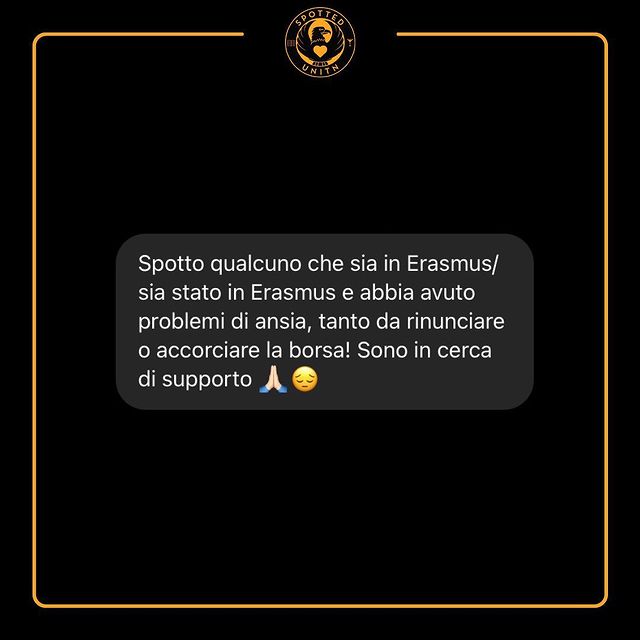 SPOTTED
UNITN
Spotto qualcuno che sia in Erasmus/
sia stato in Erasmus e abbia avuto
problemi di ansia, tanto da rinunciare
o accorciare la borsa! Sono in cerca
di supporto 🙏🏻😔